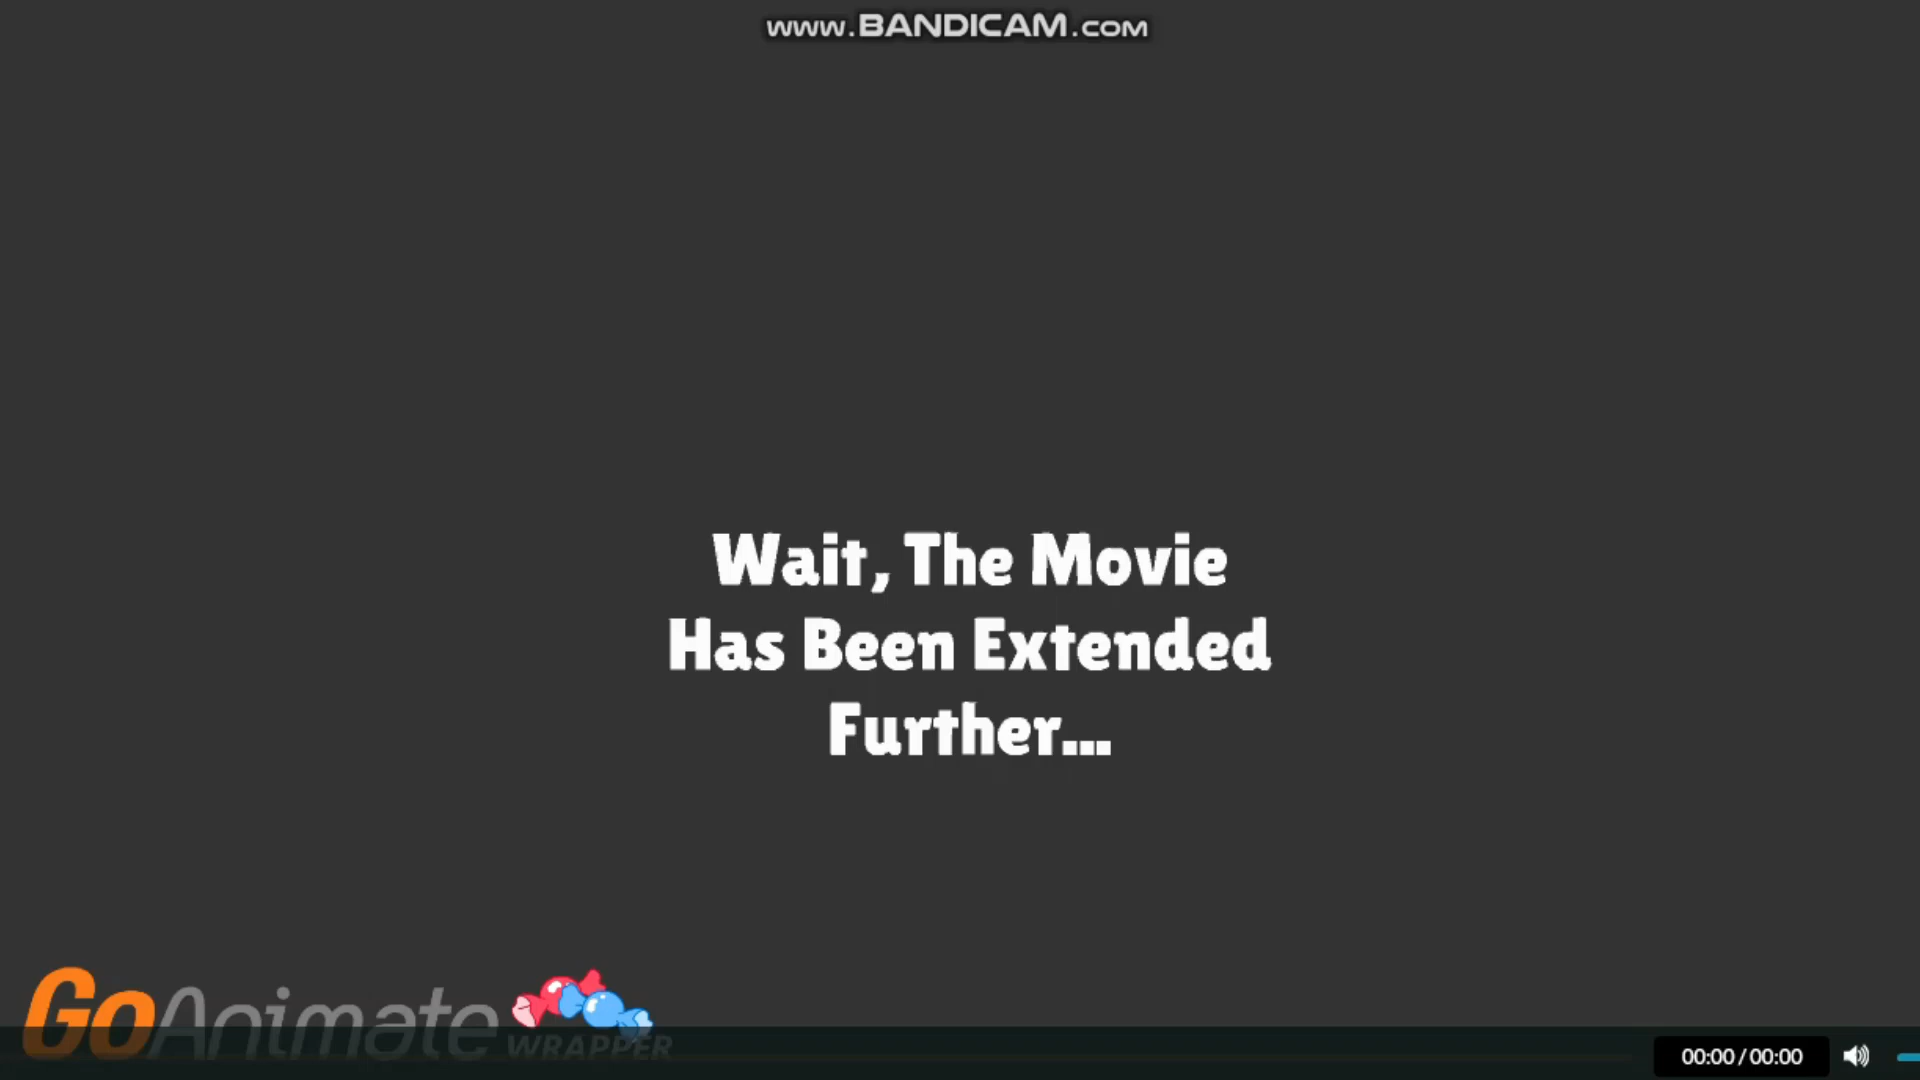 www.BANDICAM.com
Wait, The Movie
Has Been Extended
Further...
GoAnimate
WRAPPER
00:00 / 00:00